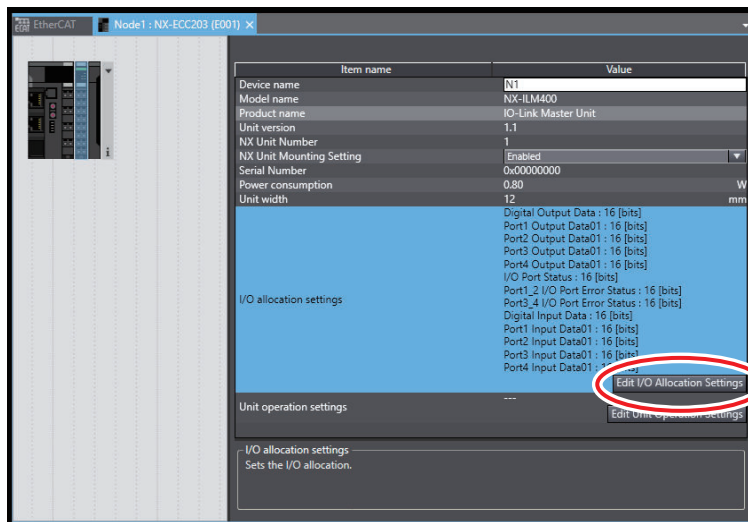 EtherCAT
Node1 : NX-ECC203 (E001)
Item name Value
Device name N1
Model name NX-ILM400
Product name IO-Link Master Unit
Unit version 1.1
NX Unit Number 1
NX Unit Mounting Setting Enabled
Serial Number 0x00000000
Power consumption 0.80 W
Unit width 12 mm
I/O allocation settings
Digital Output Data : 16 [bits]
Port1 Output Data01 : 16 [bits]
Port2 Output Data01 : 16 [bits]
Port3 Output Data01 : 16 [bits]
Port4 Output Data01 : 16 [bits]
I/O Port Status : 16 [bits]
Port1_2 I/O Port Error Status : 16 [bits]
Port3_4 I/O Port Error Status : 16 [bits]
Digital Input Data : 16 [bits]
Port1 Input Data01 : 16 [bits]
Port2 Input Data01 : 16 [bits]
Port3 Input Data01 : 16 [bits]
Port4 Input Data01 : 16 [bits]
Edit I/O Allocation Settings
Unit operation settings ---
Edit Unit Operation Settings
I/O allocation settings
Sets the I/O allocation.